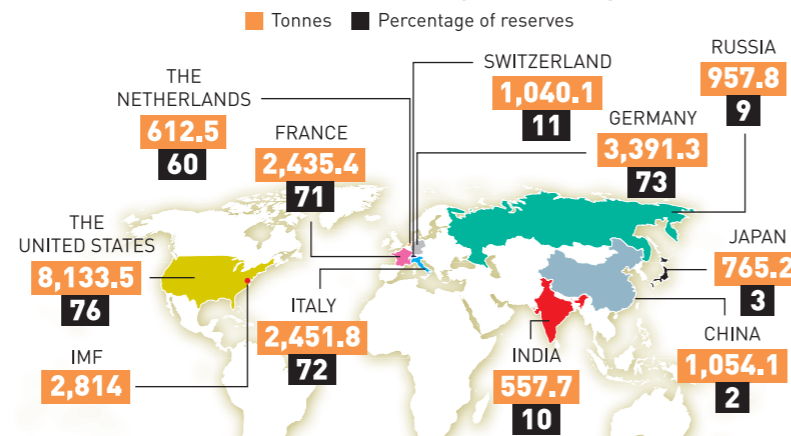 Tonnes Percentage of reserves
THE
NETHERLANDS
612.5
60
FRANCE
2,435.4
71
SWITZERLAND
1,040.1
11
GERMANY
3,391.3
73
RUSSIA
957.8
9
THE
UNITED STATES
8,133.5
76
IMF
2,814
ITALY
2,451.8
72
INDIA
557.7
10
JAPAN
765.2
3
CHINA
1,054.1
2